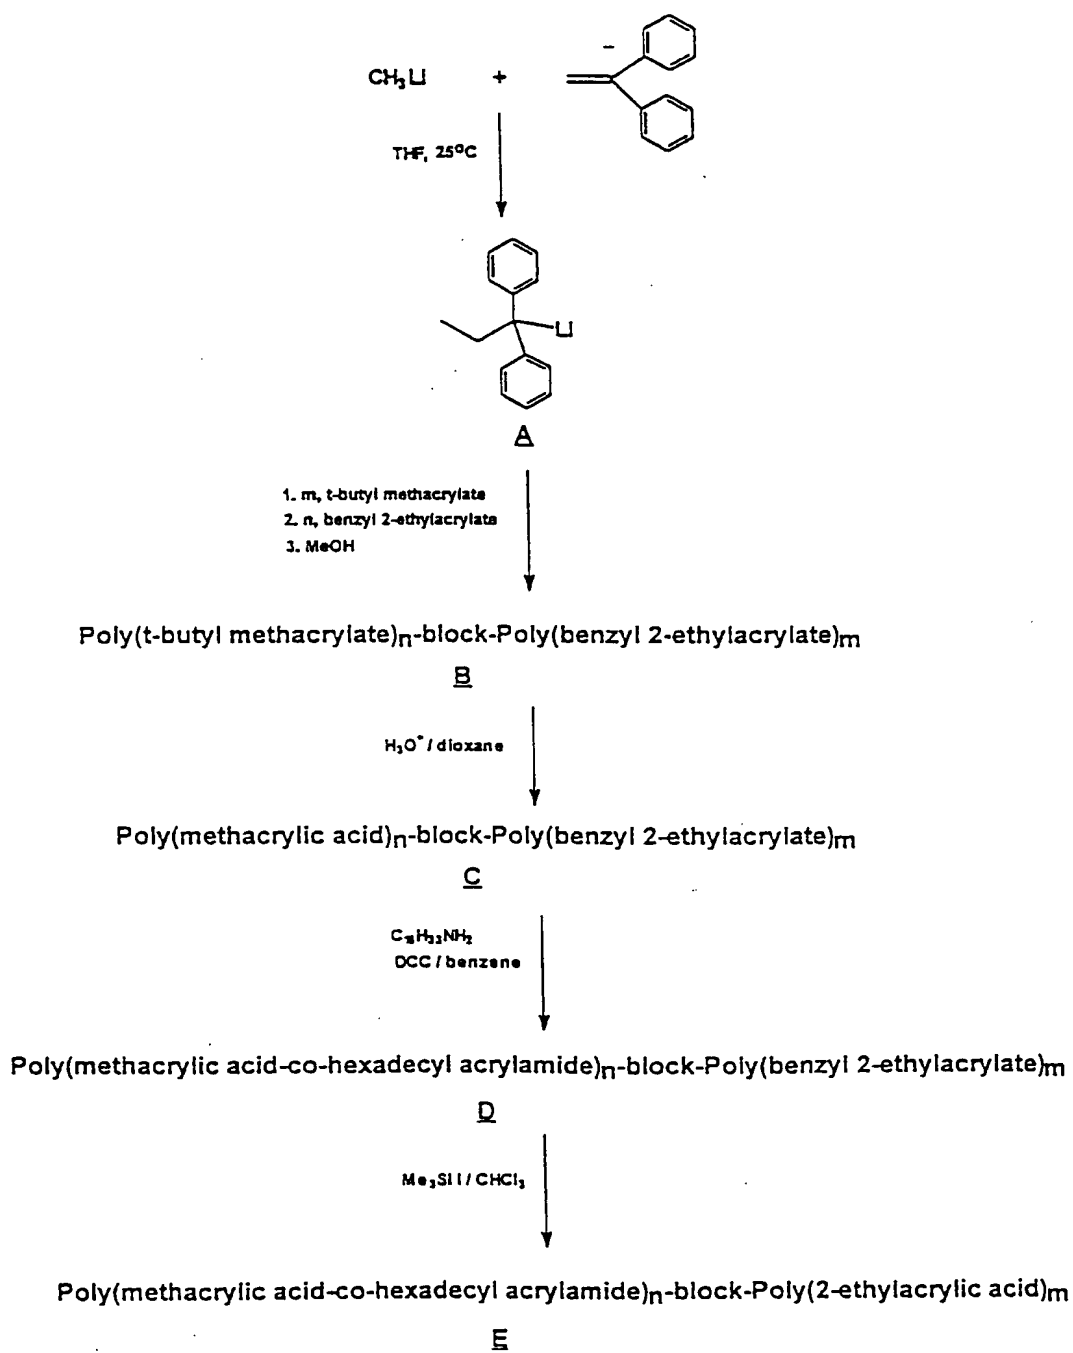 CH₃Li + −
THF, 25°C
Li
A
1. m, t-butyl methacrylate
2. n, benzyl 2-ethylacrylate
3. MeOH
Poly(t-butyl methacrylate)n-block-Poly(benzyl 2-ethylacrylate)m
B
H₃O⁺ / dioxane
Poly(methacrylic acid)n-block-Poly(benzyl 2-ethylacrylate)m
C
DCC / benzene
Poly(methacrylic acid-co-hexadecyl acrylamide)n-block-Poly(benzyl 2-ethylacrylate)m
D
Me₃Si I / CHCl₃
Poly(methacrylic acid-co-hexadecyl acrylamide)n-block-Poly(2-ethylacrylic acid)m
E